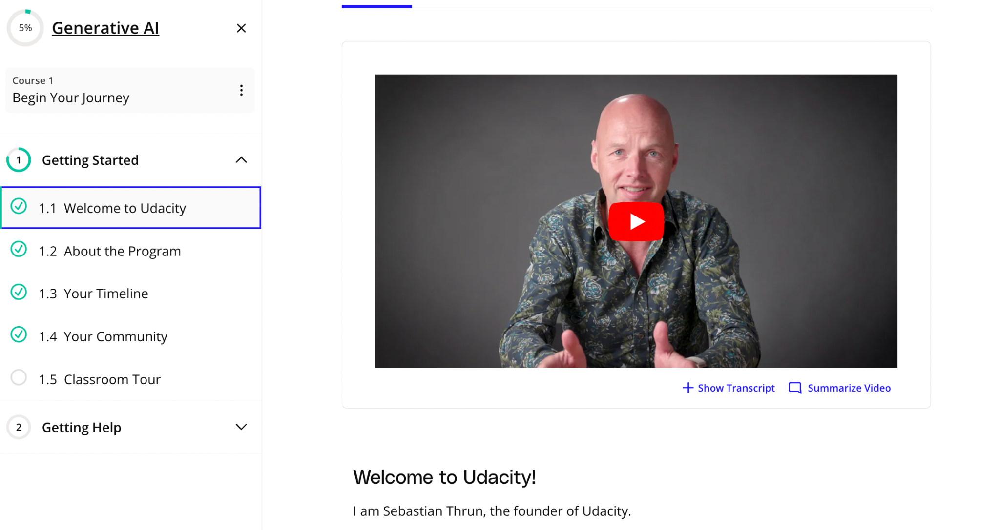 5%
Generative AI
Course 1
Begin Your Journey
1
Getting Started
1.1 Welcome to Udacity
1.2 About the Program
1.3 Your Timeline
1.4 Your Community
1.5 Classroom Tour
2
Getting Help
Show Transcript
Summarize Video
Welcome to Udacity!
I am Sebastian Thrun, the founder of Udacity.